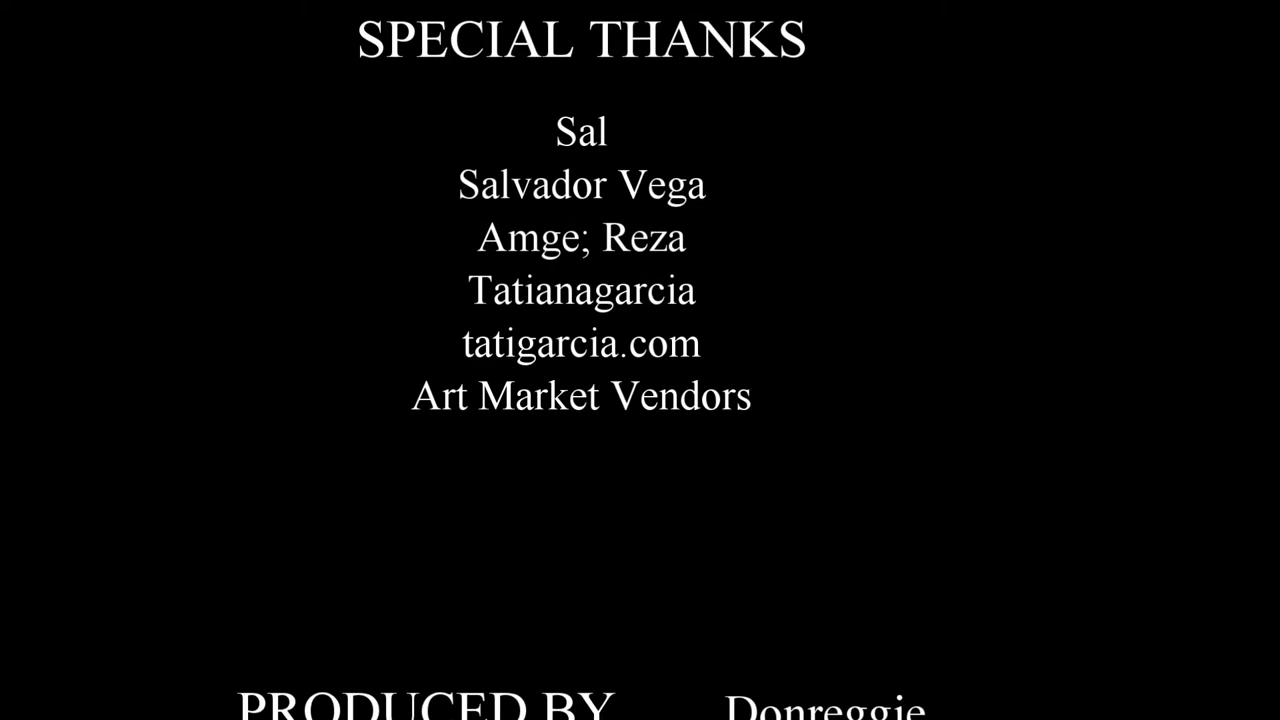 SPECIAL THANKS
Sal
Salvador Vega
Amge; Reza
Tatianagarcia
tatigarcia.com
Art Market Vendors
PRODUCED BY Donreggie